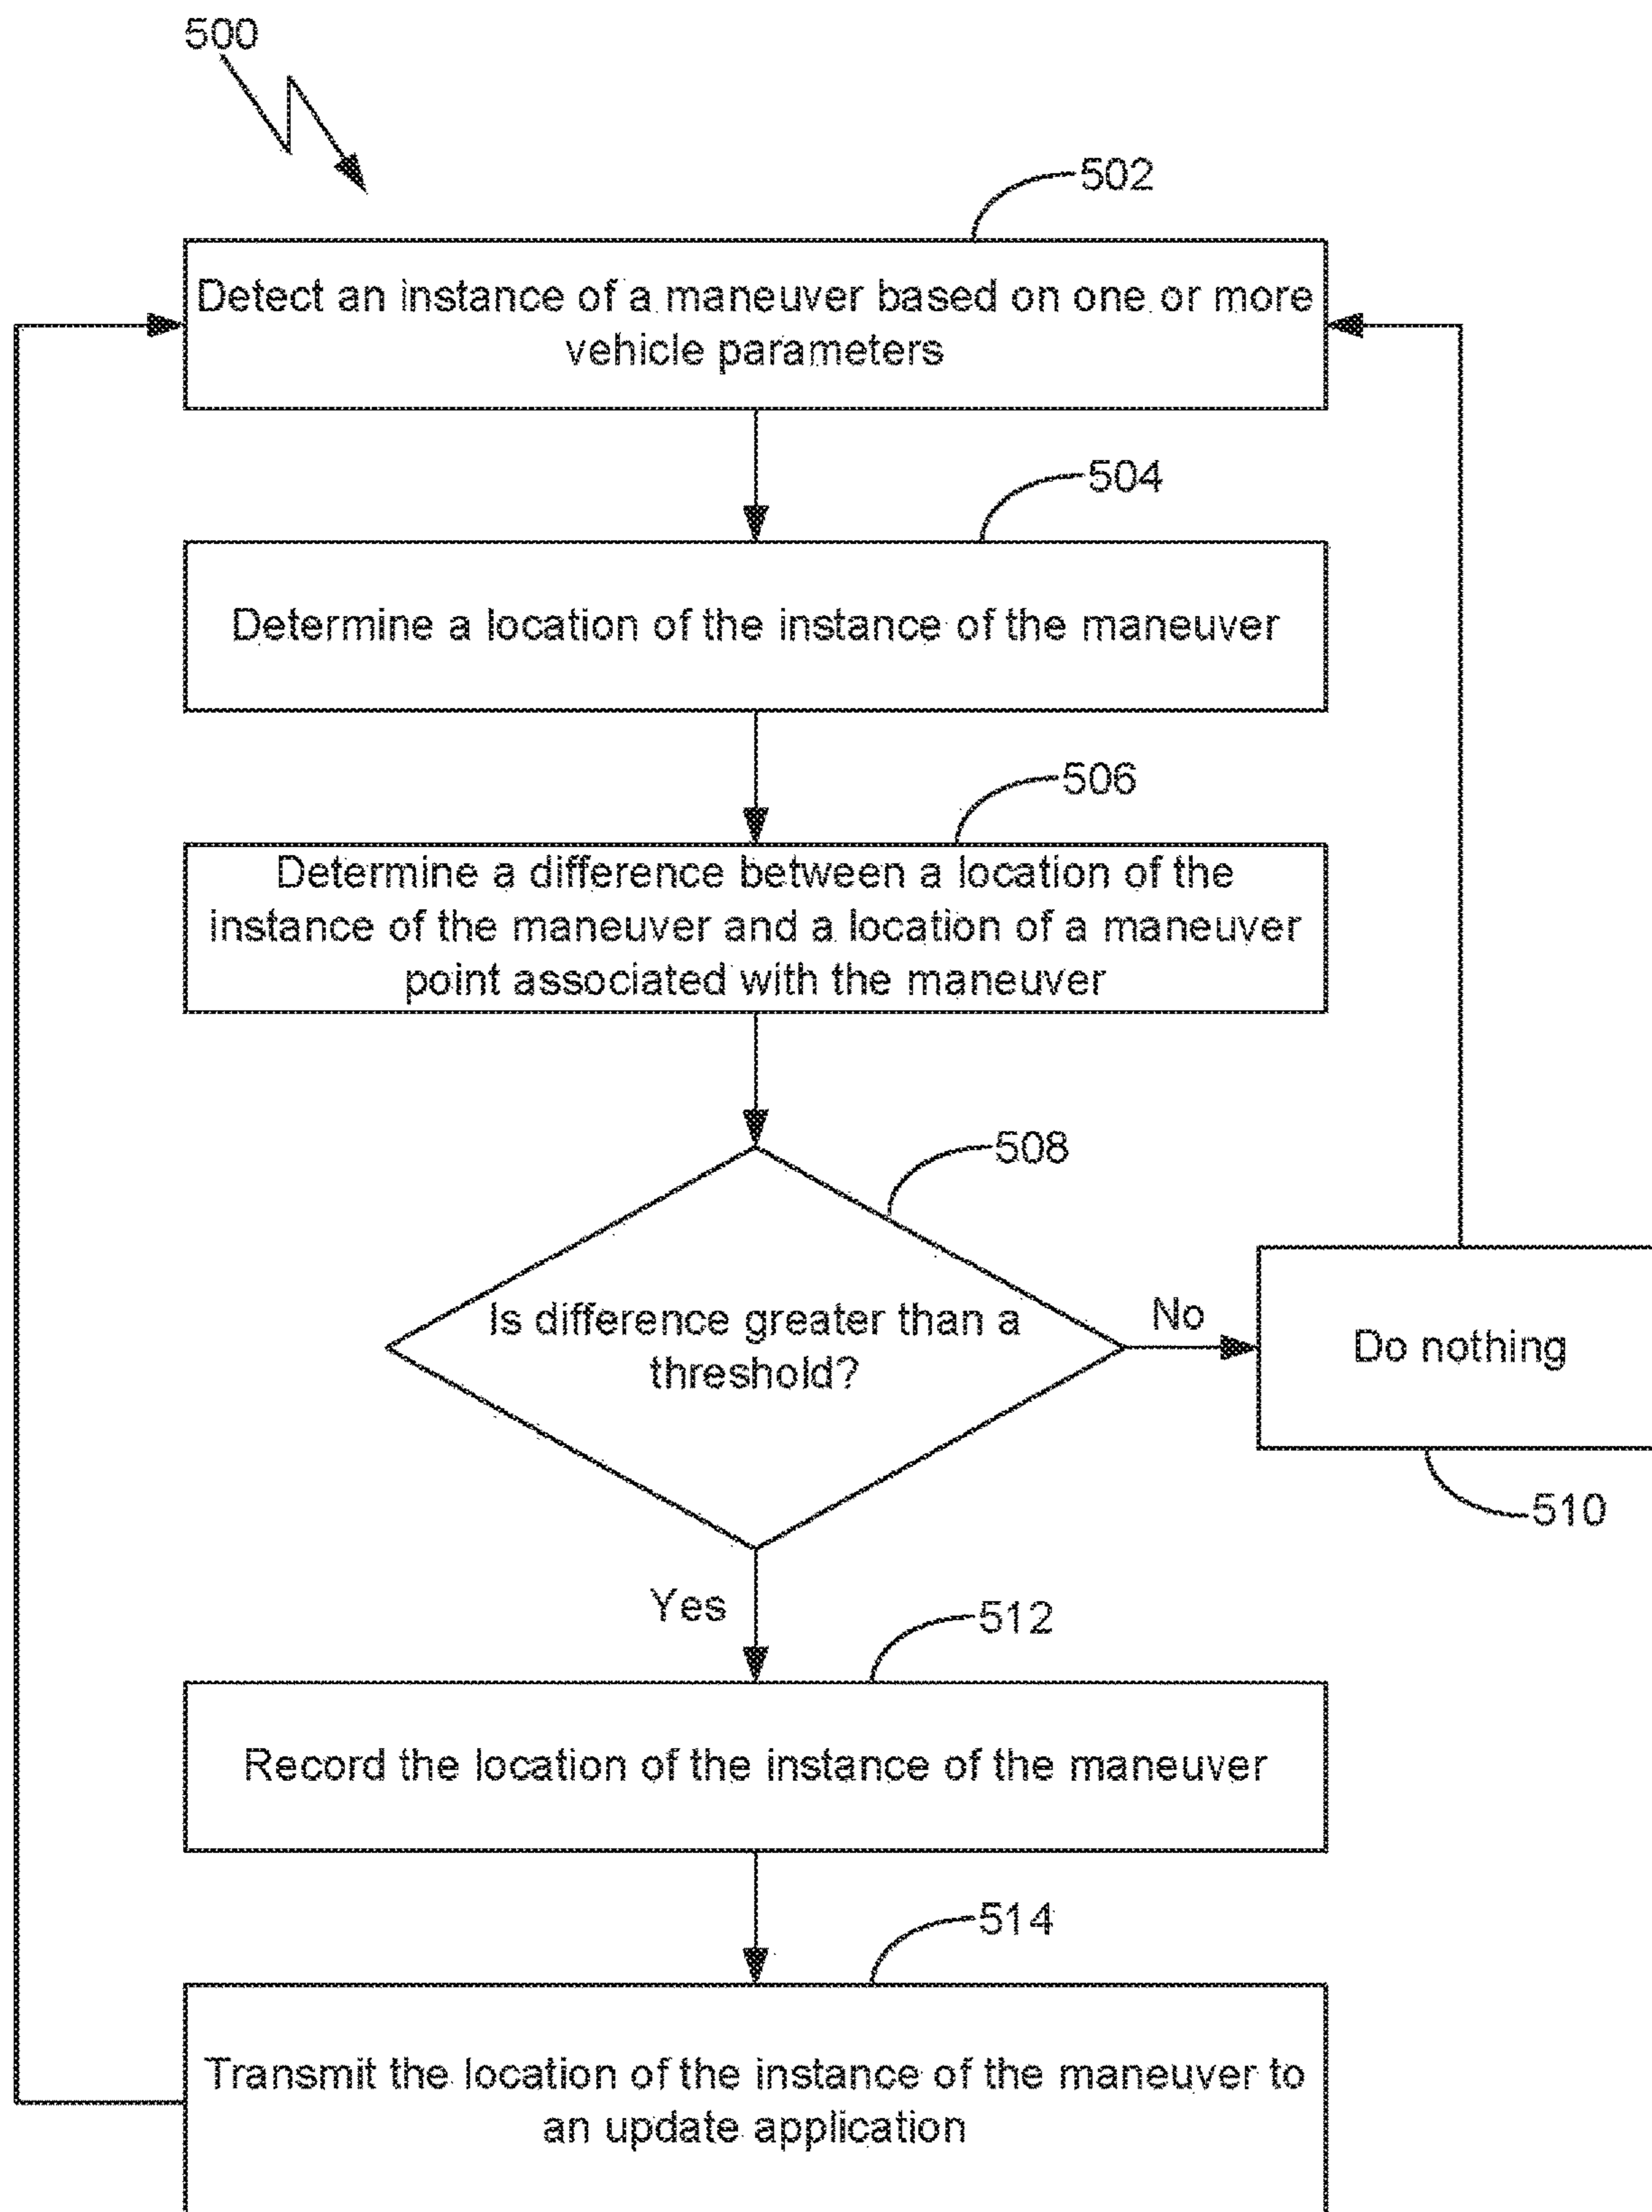 500
502
Detect an instance of a maneuver based on one or more
vehicle parameters
504
Determine a location of the instance of the maneuver
506
Determine a difference between a location of the
instance of the maneuver and a location of a maneuver
point associated with the maneuver
508
Is difference greater than a
threshold?
No
Do nothing
510
Yes
512
Record the location of the instance of the maneuver
514
Transmit the location of the instance of the maneuver to
an update application